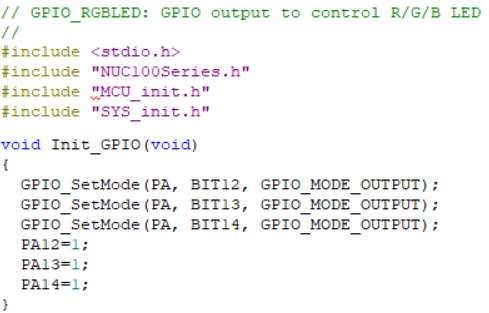 // GPIO_RGBLED: GPIO output to control R/G/B LED
//
#include <stdio.h>
#include "NUC100Series.h"
#include "MCU_init.h"
#include "SYS_init.h"
void Init_GPIO(void)
{
GPIO_SetMode(PA, BIT12, GPIO_MODE_OUTPUT);
GPIO_SetMode(PA, BIT13, GPIO_MODE_OUTPUT);
GPIO_SetMode(PA, BIT14, GPIO_MODE_OUTPUT);
PA12=1;
PA13=1;
PA14=1;
}